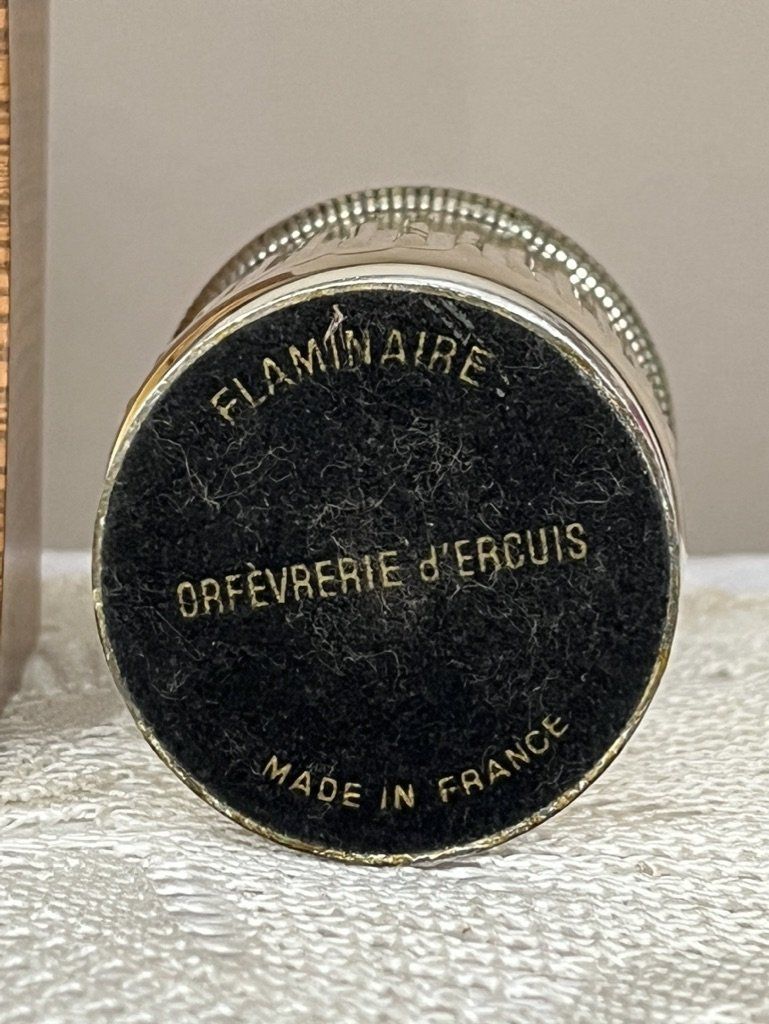 FLAMINAIRE
ORFÈVRERIE d'ERCUIS
MADE IN FRANCE